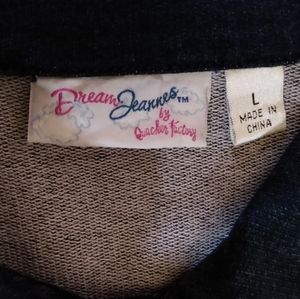 Dream Jeannes™
by
Quacker Factory
L
MADE IN
CHINA